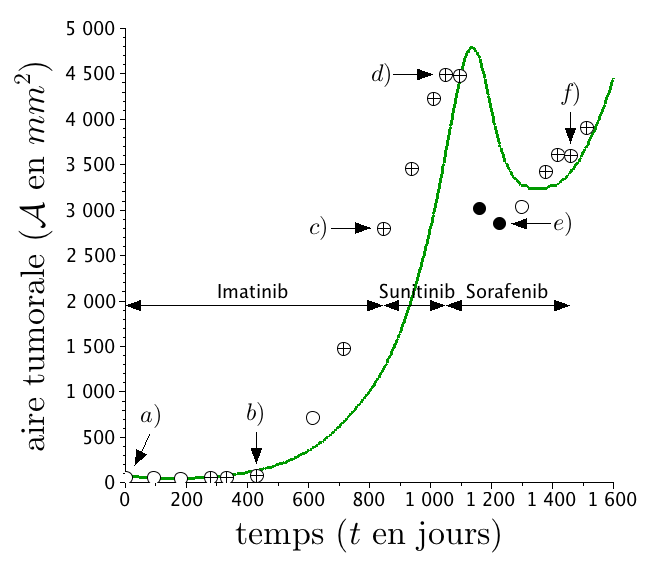 5 000
4 500
4 000
3 500
3 000
2 500
2 000
1 500
1 000
500
0
aire tumorale (𝒜 en mm²)
d)
f)
c)
e)
Imatinib
Sunitinib
Sorafenib
a)
b)
0 200 400 600 800 1 000 1 200 1 400 1 600
temps (t en jours)